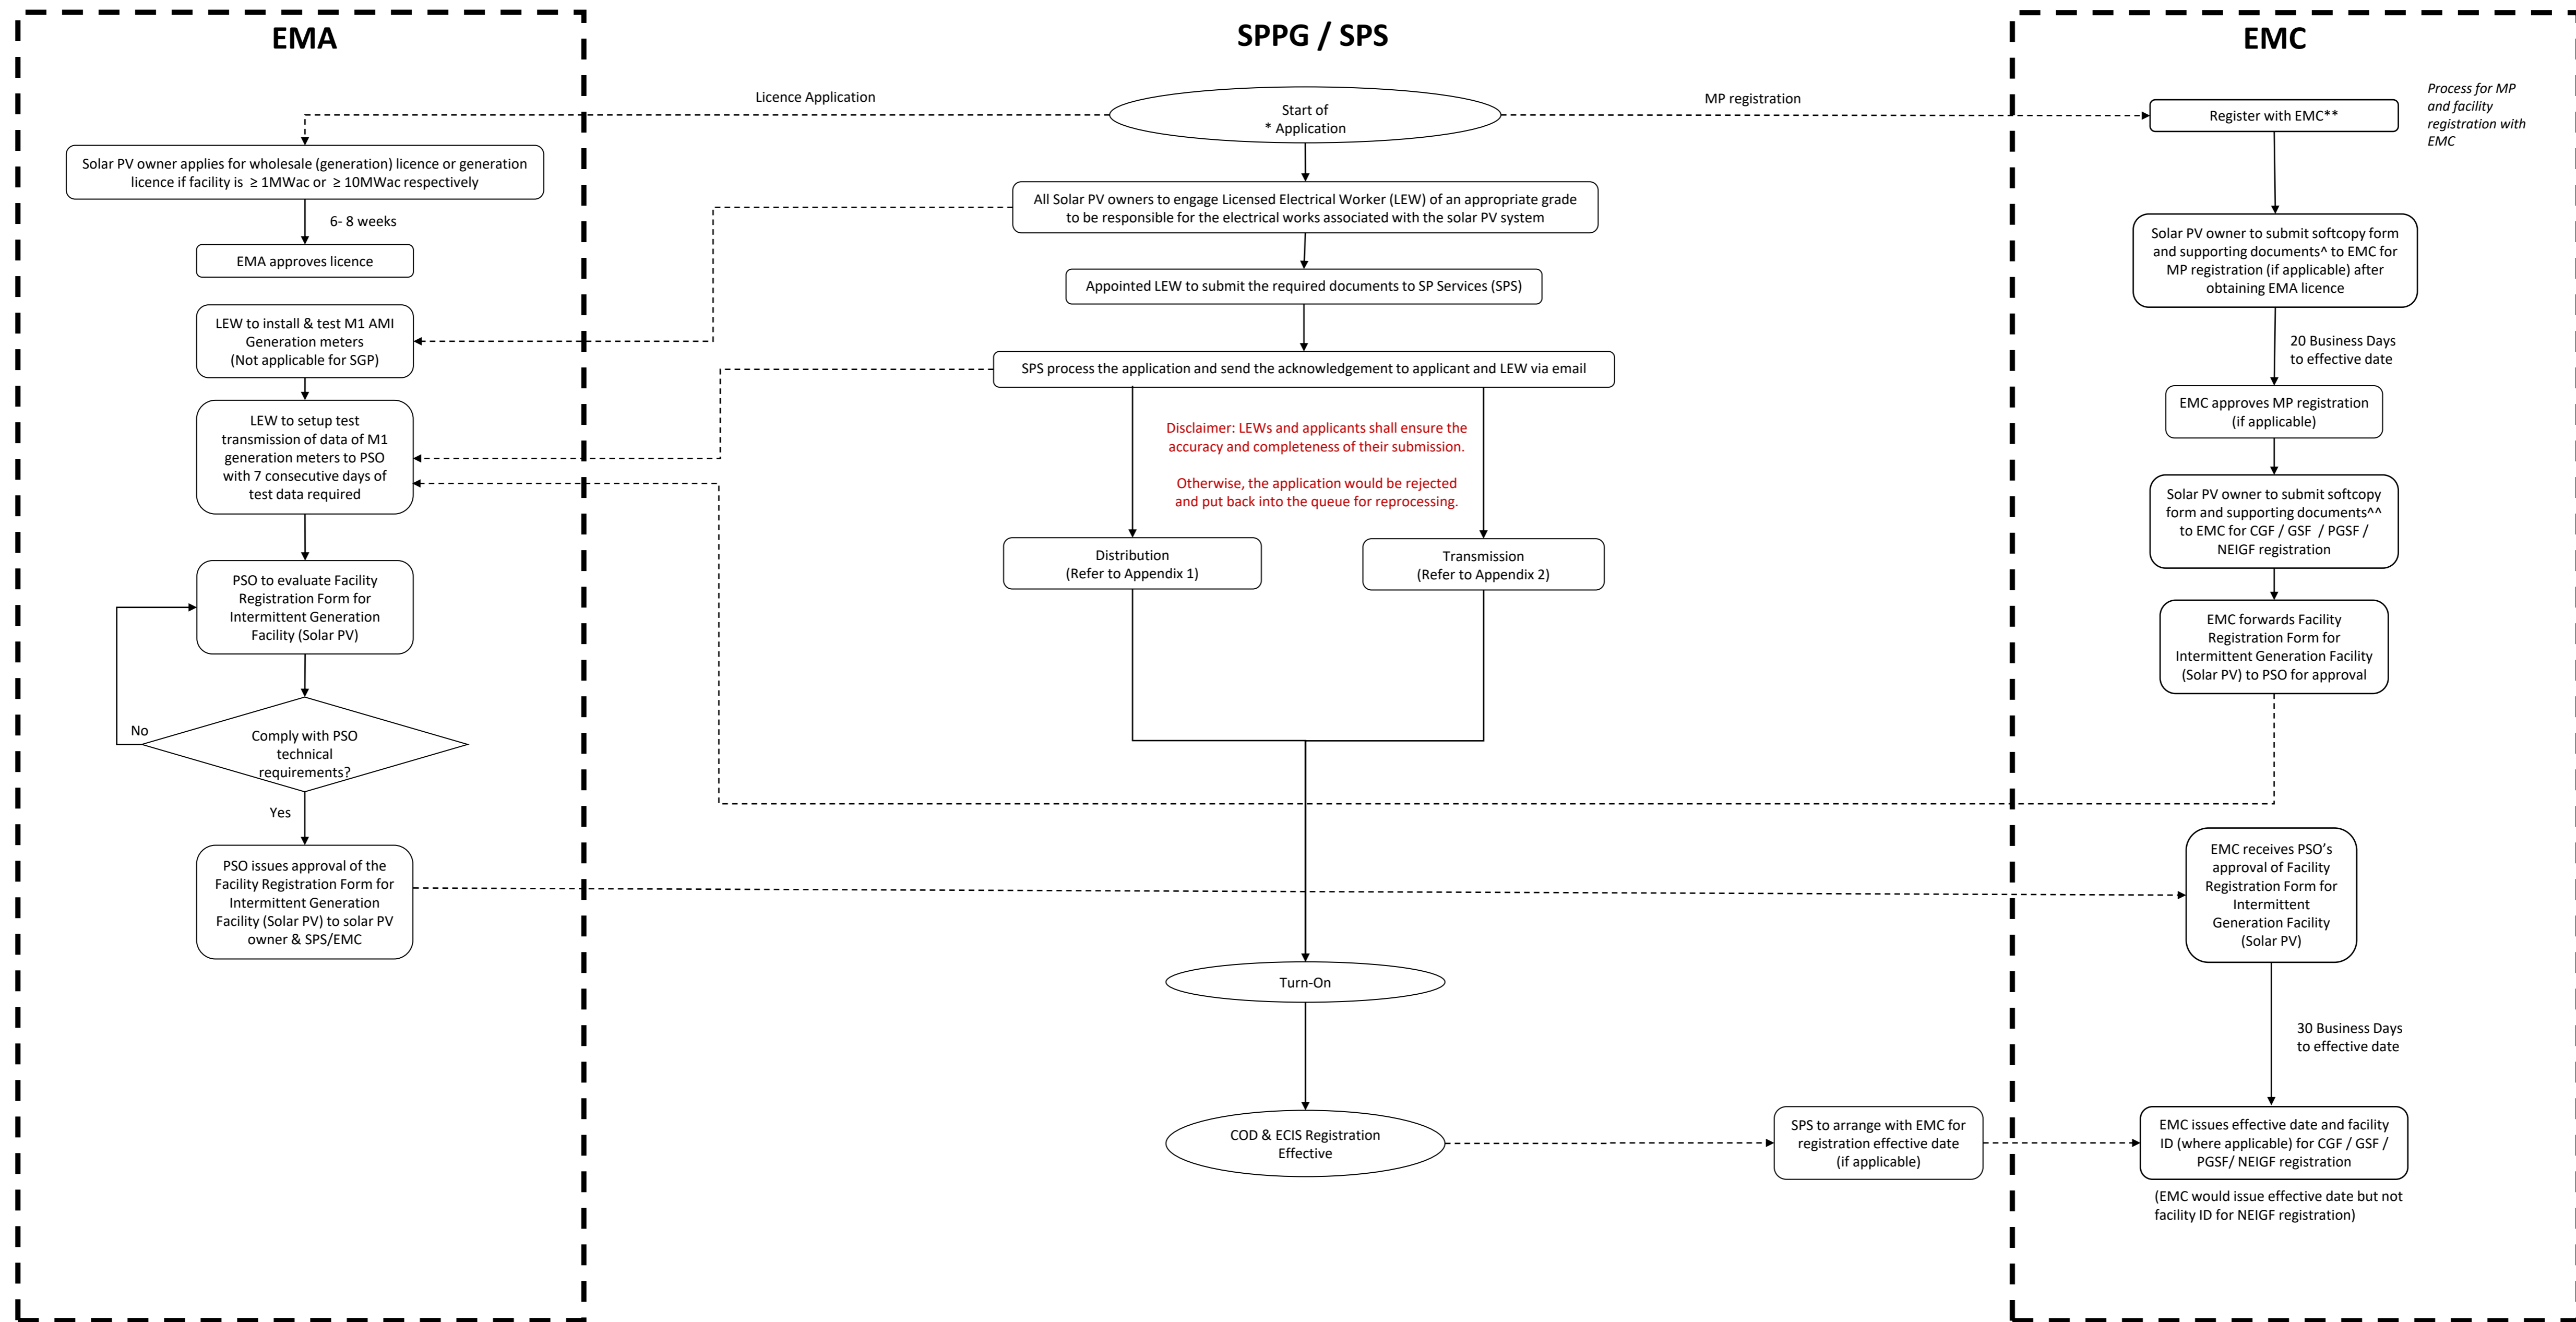 EMA
SPPG / SPS
EMC
Licence Application
Start of
* Application
MP registration
Register with EMC**
Process for MP
and facility
registration with
EMC
Solar PV owner applies for wholesale (generation) licence or generation
licence if facility is ≥ 1MWac or ≥ 10MWac respectively
6- 8 weeks
EMA approves licence
LEW to install & test M1 AMI
Generation meters
(Not applicable for SGP)
LEW to setup test
transmission of data of M1
generation meters to PSO
with 7 consecutive days of
test data required
PSO to evaluate Facility
Registration Form for
Intermittent Generation
Facility (Solar PV)
No
Comply with PSO
technical
requirements?
Yes
PSO issues approval of the
Facility Registration Form for
Intermittent Generation
Facility (Solar PV) to solar PV
owner & SPS/EMC
All Solar PV owners to engage Licensed Electrical Worker (LEW) of an appropriate grade
to be responsible for the electrical works associated with the solar PV system
Appointed LEW to submit the required documents to SP Services (SPS)
SPS process the application and send the acknowledgement to applicant and LEW via email
Disclaimer: LEWs and applicants shall ensure the
accuracy and completeness of their submission.
Otherwise, the application would be rejected
and put back into the queue for reprocessing.
Distribution
(Refer to Appendix 1)
Transmission
(Refer to Appendix 2)
Turn-On
COD & ECIS Registration
Effective
SPS to arrange with EMC for
registration effective date
(if applicable)
Solar PV owner to submit softcopy form
and supporting documents^ to EMC for
MP registration (if applicable) after
obtaining EMA licence
20 Business Days
to effective date
EMC approves MP registration
(if applicable)
Solar PV owner to submit softcopy
form and supporting documents^^
to EMC for CGF / GSF / PGSF /
NEIGF registration
EMC forwards Facility
Registration Form for
Intermittent Generation Facility
(Solar PV) to PSO for approval
EMC receives PSO’s
approval of Facility
Registration Form for
Intermittent
Generation Facility
(Solar PV)
30 Business Days
to effective date
EMC issues effective date and facility
ID (where applicable) for CGF / GSF /
PGSF/ NEIGF registration
(EMC would issue effective date but not
facility ID for NEIGF registration)